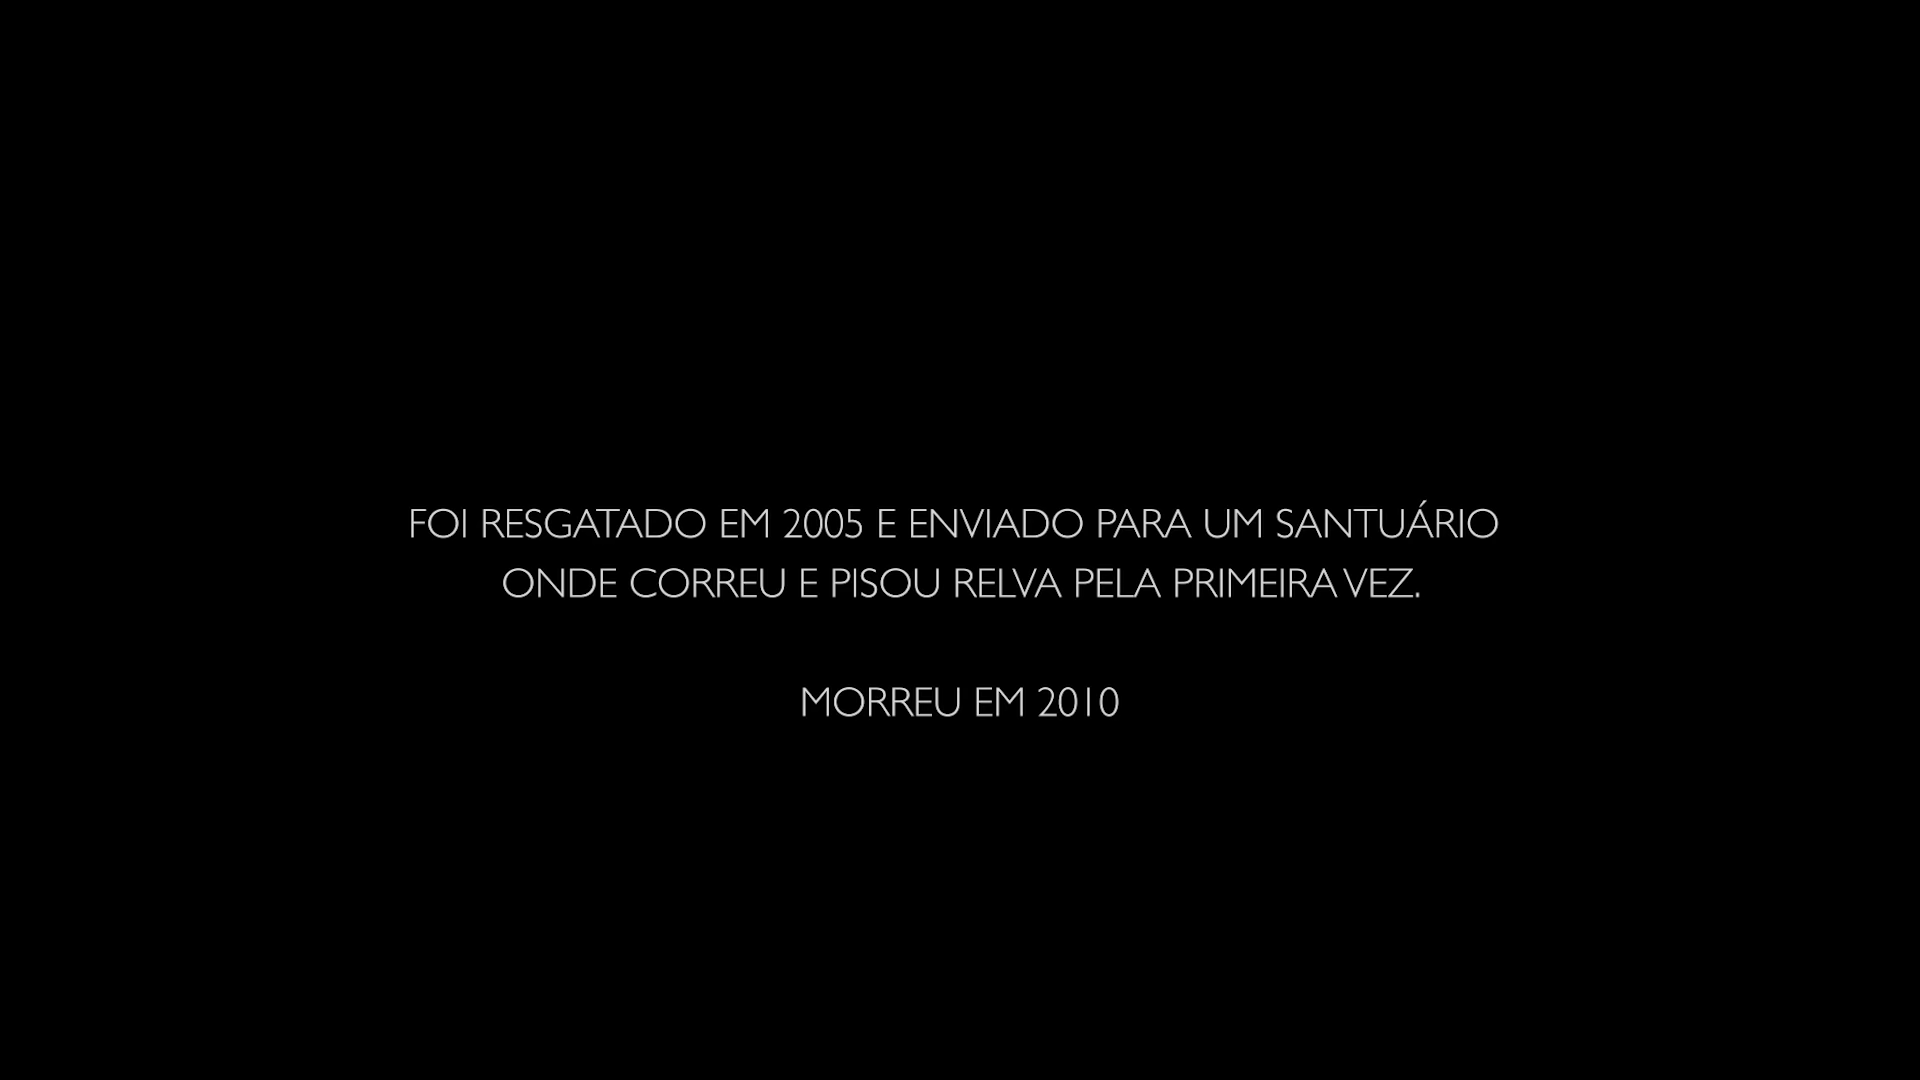 FOI RESGATADO EM 2005 E ENVIADO PARA UM SANTUÁRIO
ONDE CORREU E PISOU RELVA PELA PRIMEIRA VEZ.
MORREU EM 2010